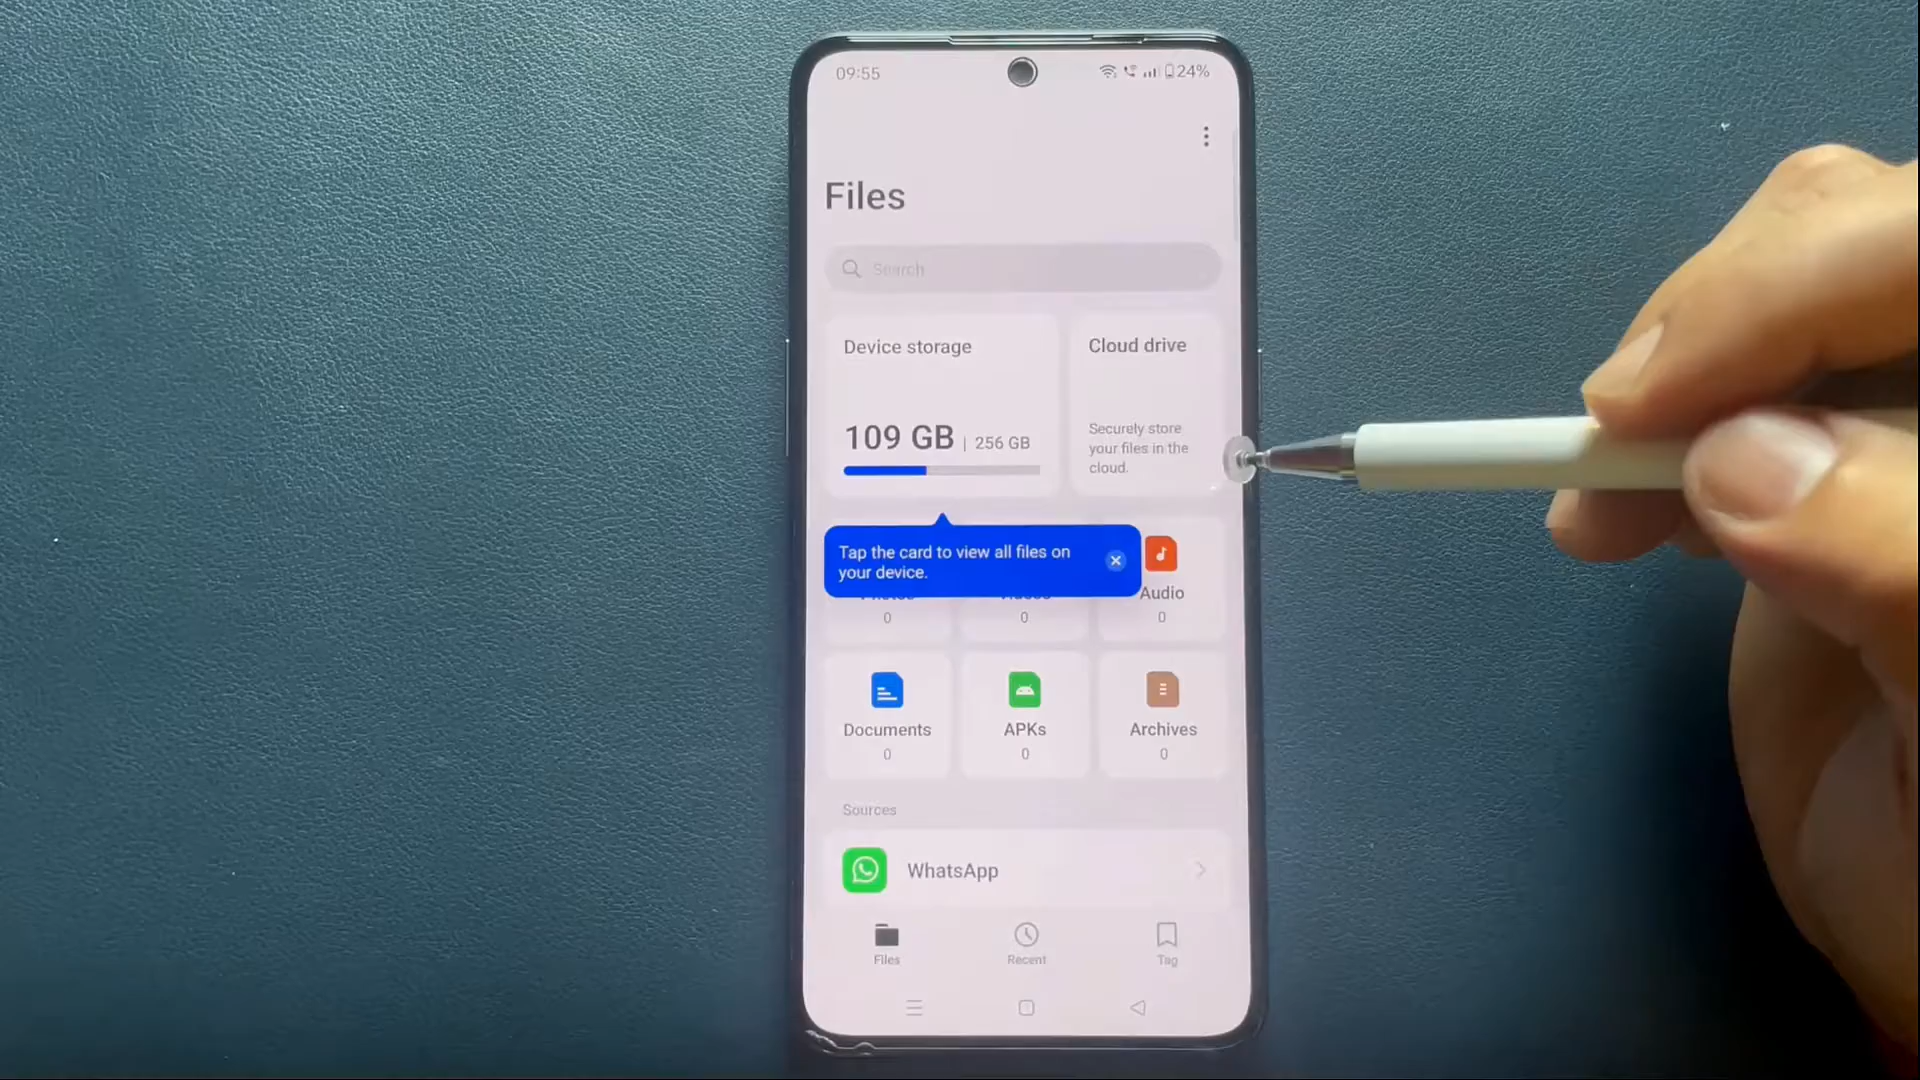 09:55
24%
Files
Search
Device storage
Cloud drive
109 GB | 256 GB
Securely store
your files in the
cloud.
Tap the card to view all files on
your device.
Photos
Videos
Audio
0
0
0
Documents
APKs
Archives
0
0
0
Sources
WhatsApp
Files
Recent
Tag